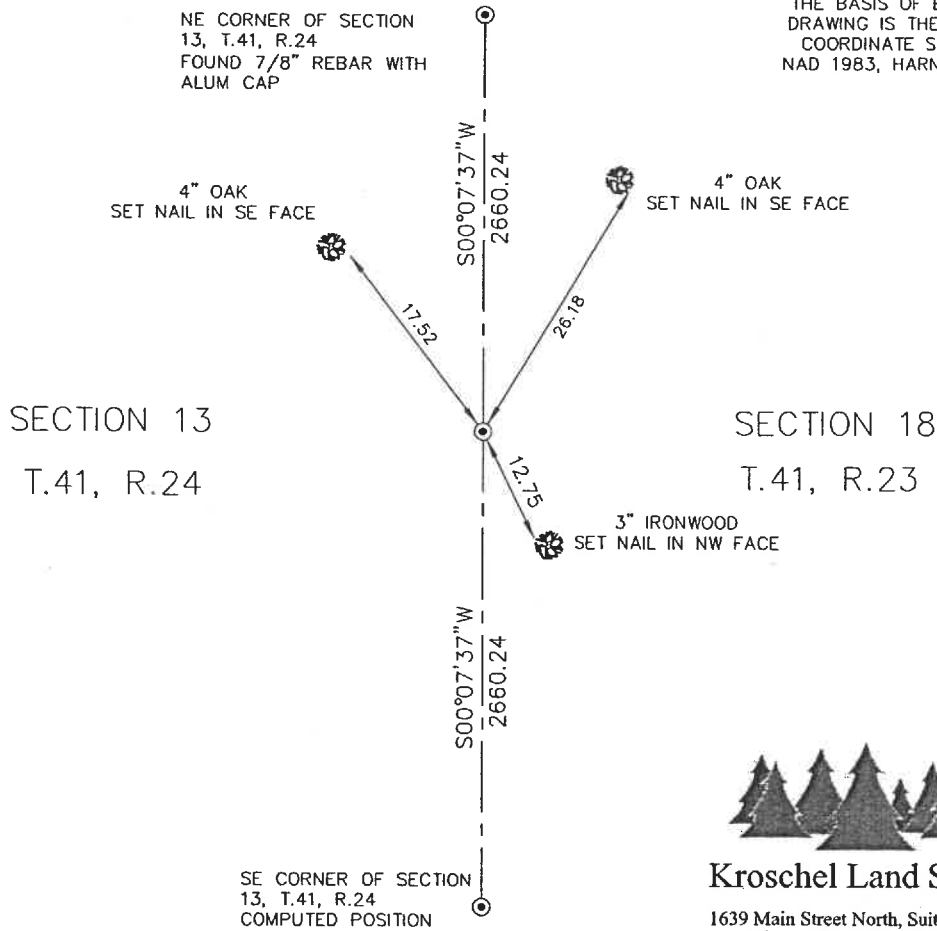 NE CORNER OF SECTION
13, T.41, R.24
FOUND 7/8" REBAR WITH
ALUM CAP
THE BASIS OF
DRAWING IS THE
COORDINATE
NAD 1983, HARN
S00°07'37"W
2660.24
4" OAK
SET NAIL IN SE FACE
4" OAK
SET NAIL IN SE FACE
17.52
26.18
SECTION 13
T.41, R.24
SECTION 18
T.41, R.23
12.75
3" IRONWOOD
SET NAIL IN NW FACE
S00°07'37"W
2660.24
SE CORNER OF SECTION
13, T.41, R.24
COMPUTED POSITION
Kroschel Land S
1639 Main Street North, Suit